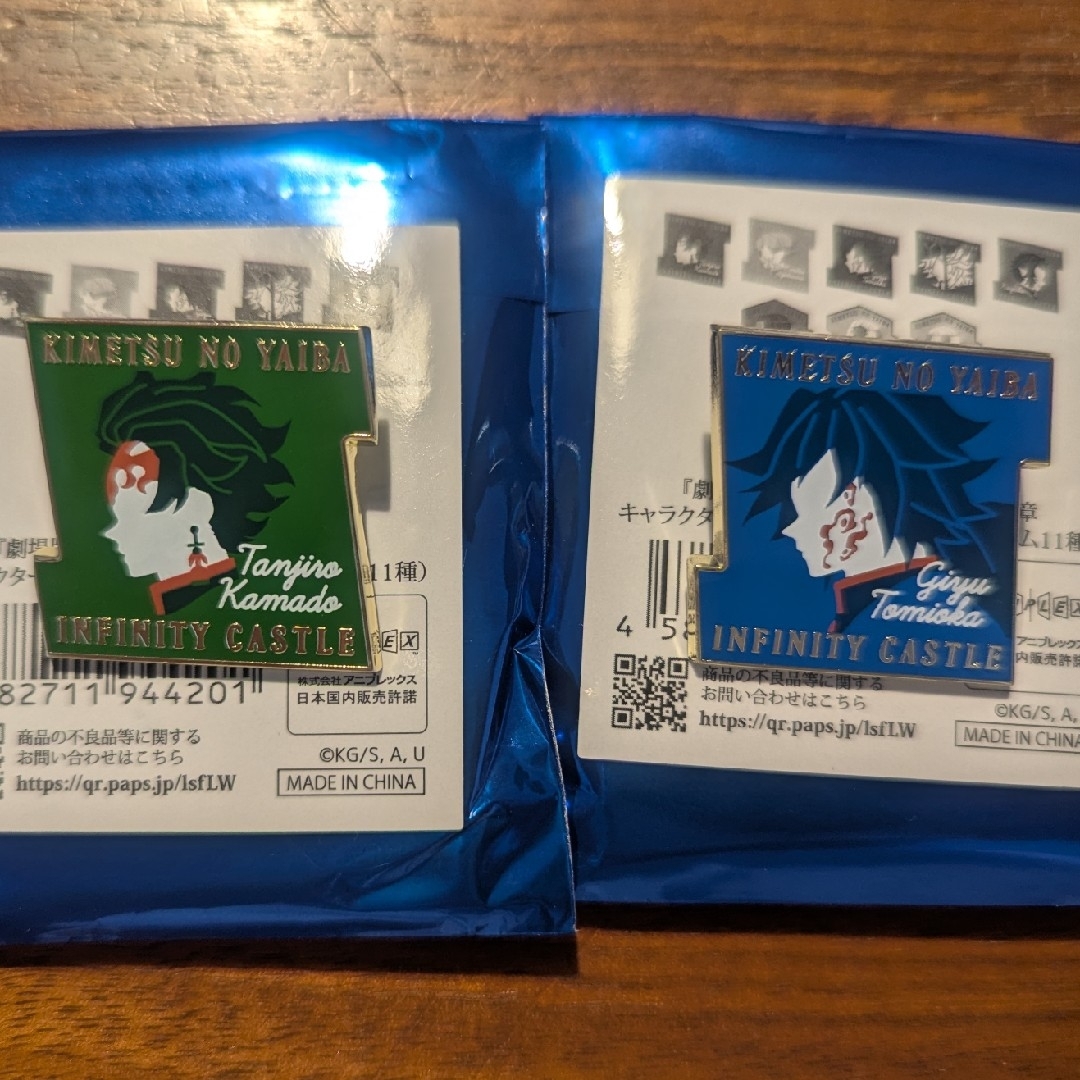 KIMETSU NO YAIBA
Tanjiro
Kamado
INFINITY CASTLE
『劇場
11種)
82711 944201
株式会社アニプレックス
日本国内販売許諾
商品の不良品等に関する
お問い合わせはこちら
https://qr.paps.jp/lsfLW
©KG/S, A, U
MADE IN CHINA
KIMETSU NO YAIBA
Giyu
Tomioka
INFINITY CASTLE
『劇
章
キャラクタ
ム11種
4 5
アニプレックス
内販売許諾
商品の不良品等に関する
お問い合わせはこちら
https://qr.paps.jp/lsfLW
©KG/S, A,
MADE IN CHINA